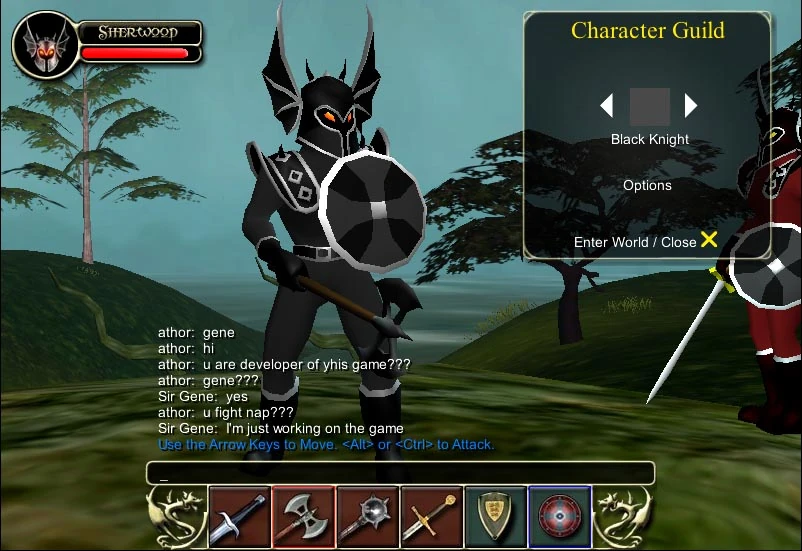 Sherwood
Character Guild
Black Knight
Options
Enter World / Close
athor: gene
athor: hi
athor: u are developer of yhis game???
athor: gene???
Sir Gene: yes
athor: u fight nap???
Sir Gene: I'm just working on the game
Use the Arrow Keys to Move. <Alt> or <Ctrl> to Attack.
_